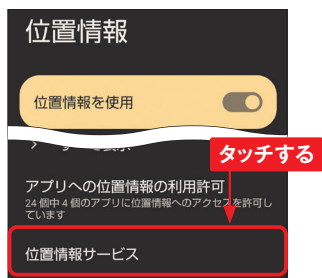 位置情報
位置情報を使用
タッチする
アプリへの位置情報の利用許可
24 個中 4 個のアプリに位置情報へのアクセスを許可し
ています
位置情報サービス